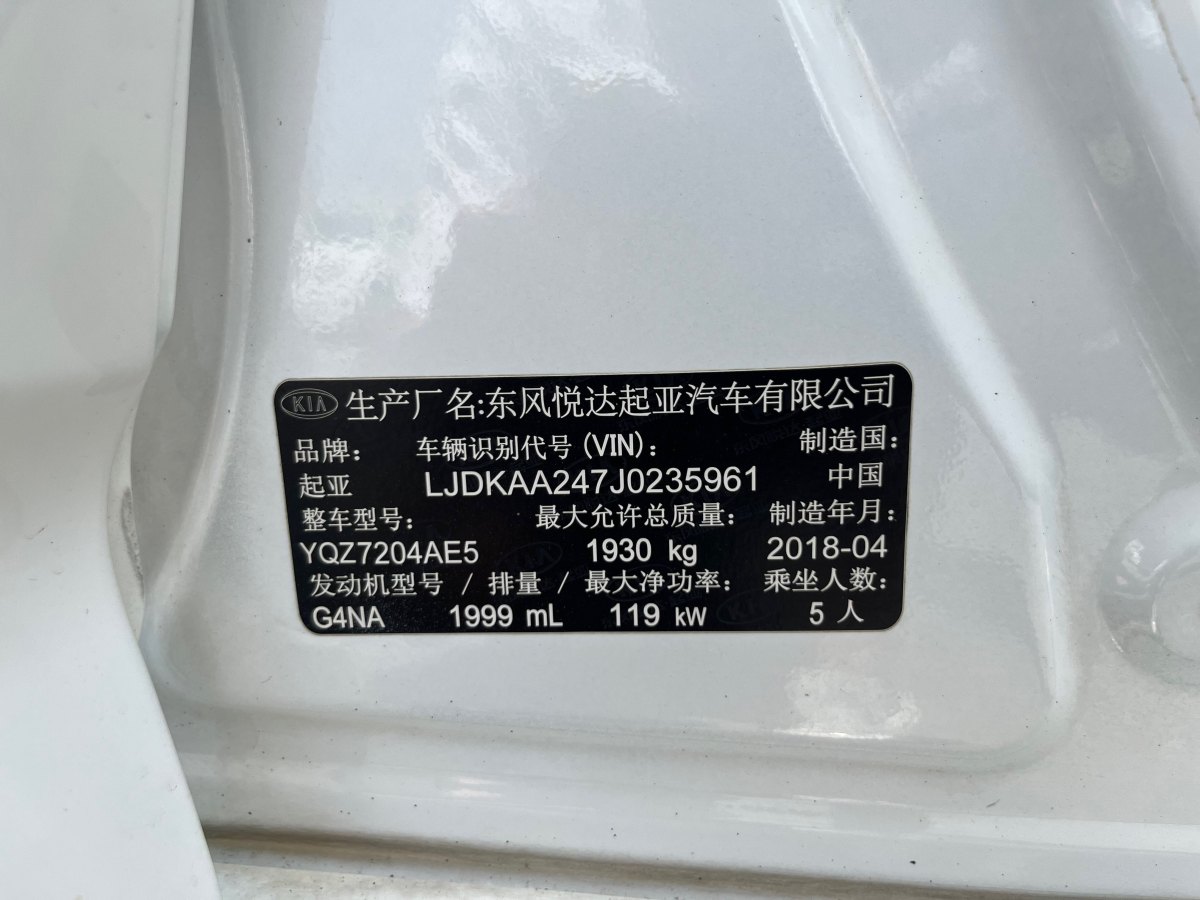 KIA 生产厂名:东风悦达起亚汽车有限公司
品牌: 车辆识别代号(VIN): 制造国:
起亚 LJDKAA247J0235961 中国
整车型号: 最大允许总质量: 制造年月:
YQZ7204AE5 1930 kg 2018-04
发动机型号 / 排量 / 最大净功率: 乘坐人数:
G4NA 1999 mL 119 kW 5 人